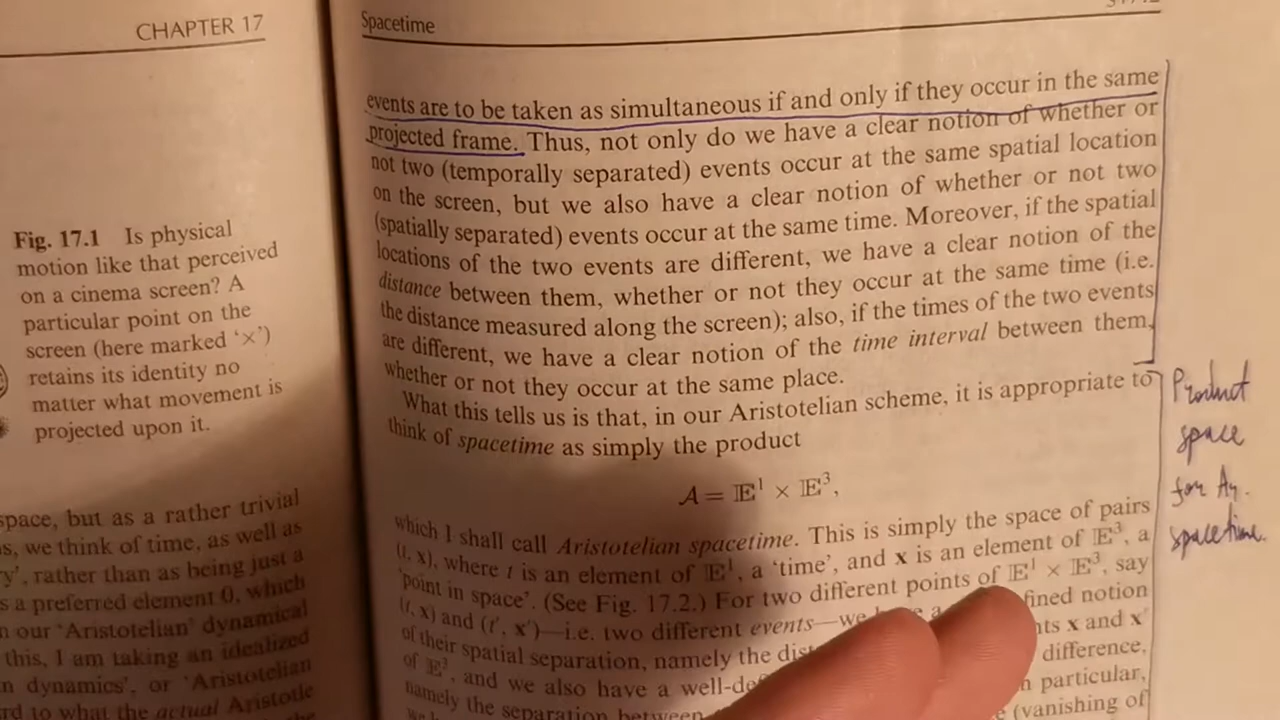 CHAPTER 17
Fig. 17.1 Is physical
motion like that perceived
on a cinema screen? A
particular point on the
screen (here marked ‘×’)
retains its identity no
matter what movement is
projected upon it.
space, but as a rather trivial
s, we think of time, as well as
y’, rather than as being just a
s a preferred element 0, which
n our ‘Aristotelian’ dynamical
this, I am taking an idealized
n dynamics’, or ‘Aristotelian
rd to what the actual Aristotle
Spacetime
events are to be taken as simultaneous if and only if they occur in the same
projected frame. Thus, not only do we have a clear notion of whether or
not two (temporally separated) events occur at the same spatial location
on the screen, but we also have a clear notion of whether or not two
(spatially separated) events occur at the same time. Moreover, if the spatial
locations of the two events are different, we have a clear notion of the
distance between them, whether or not they occur at the same time (i.e.
the distance measured along the screen); also, if the times of the two events
are different, we have a clear notion of the time interval between them,
whether or not they occur at the same place.
What this tells us is that, in our Aristotelian scheme, it is appropriate to
think of spacetime as simply the product
𝒜 = 𝔼¹ × 𝔼³,
which I shall call Aristotelian spacetime. This is simply the space of pairs
(t, x), where t is an element of 𝔼¹, a ‘time’, and x is an element of 𝔼³, a
‘point in space’. (See Fig. 17.2.) For two different points of 𝔼¹ × 𝔼³, say
(t, x) and (t′, x′)—i.e. two different events—we a fined notion
of their spatial separation, namely the dist nts x and x′
of 𝔼³, and we also have a well-de difference,
namely the separation between n particular,
(vanishing of
Product
space
for Ar.
spacetime.